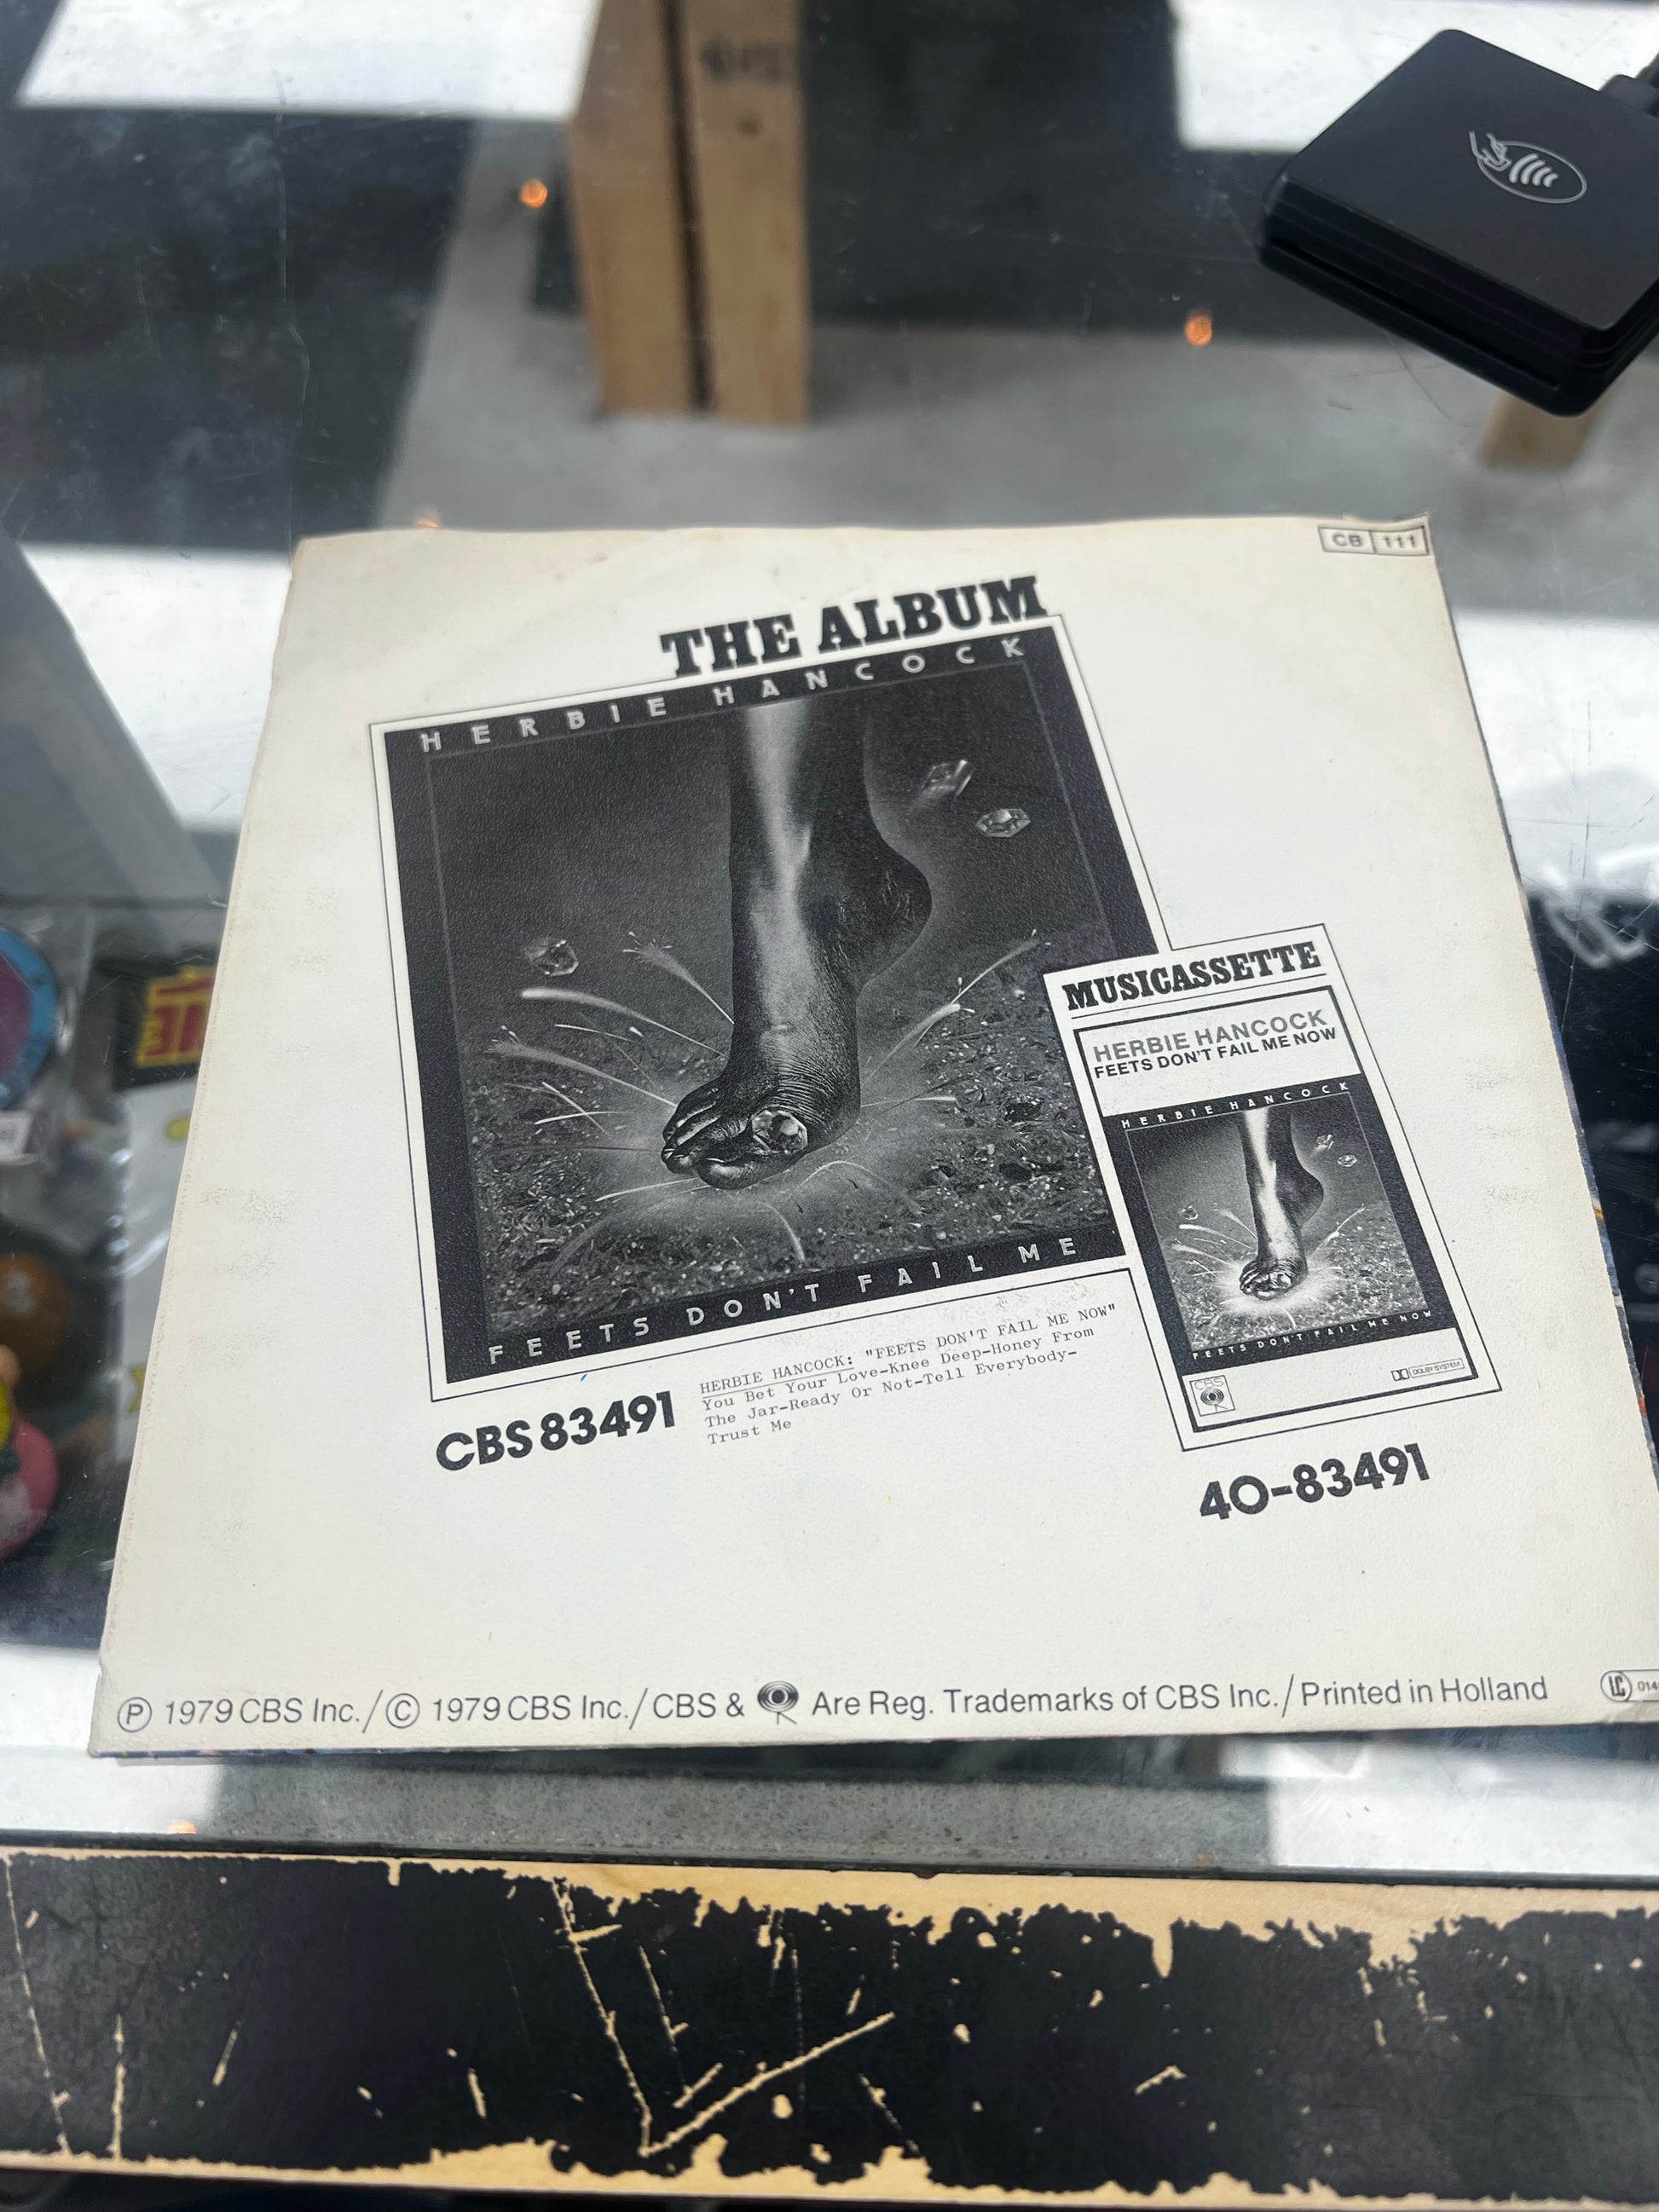 CB 111
THE ALBUM
HERBIE HANCOCK
FEETS DON'T FAIL ME
MUSICASSETTE
HERBIE HANCOCK
FEETS DON'T FAIL ME NOW
HERBIE HANCOCK
FEETS DON'T FAIL ME NOW
CBS
DOLBY SYSTEM
CBS 83491
HERBIE HANCOCK: "FEETS DON'T FAIL ME NOW"
You Bet Your Love-Knee Deep-Honey From
The Jar-Ready Or Not-Tell Everybody-
Trust Me
40-83491
Ⓟ 1979 CBS Inc./© 1979 CBS Inc./CBS & Are Reg. Trademarks of CBS Inc./Printed in Holland
LC